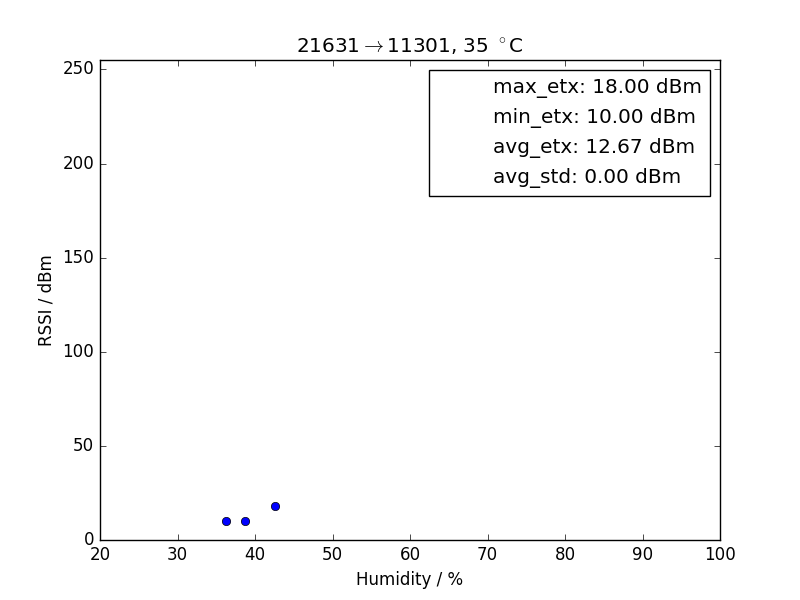 21631→11301, 35 °C
max_etx: 18.00 dBm
min_etx: 10.00 dBm
avg_etx: 12.67 dBm
avg_std: 0.00 dBm
RSSI / dBm
250
200
150
100
50
0
20 30 40 50 60 70 80 90 100
Humidity / %